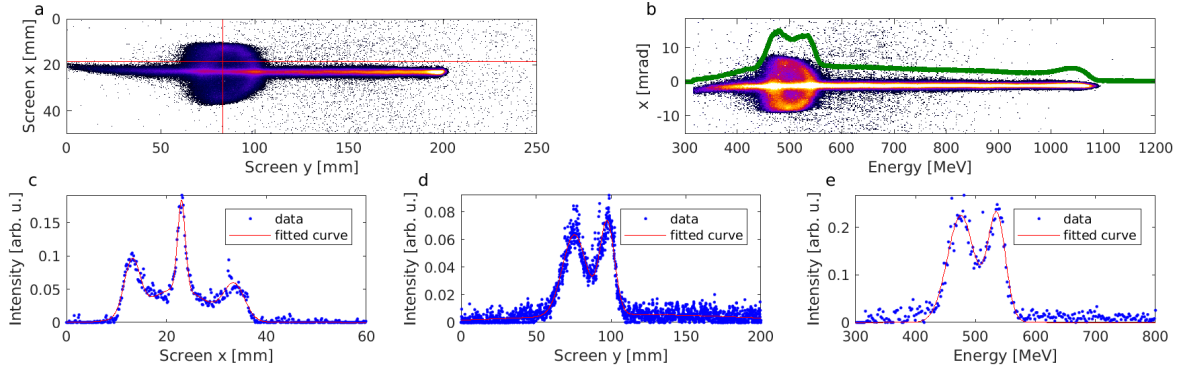 a
0
20
40
Screen x [mm]
0 50 100 150 200 250
Screen y [mm]
b
10
0
-10
x [mrad]
300 400 500 600 700 800 900 1000 1100 1200
Energy [MeV]
c
0.15
0.1
0.05
0
Intensity [arb. u.]
data
fitted curve
0 20 40 60
Screen x [mm]
d
0.08
0.06
0.04
0.02
0
Intensity [arb. u.]
data
fitted curve
0 50 100 150 200
Screen y [mm]
e
0.2
0.1
0
Intensity [arb. u.]
data
fitted curve
300 400 500 600 700 800
Energy [MeV]